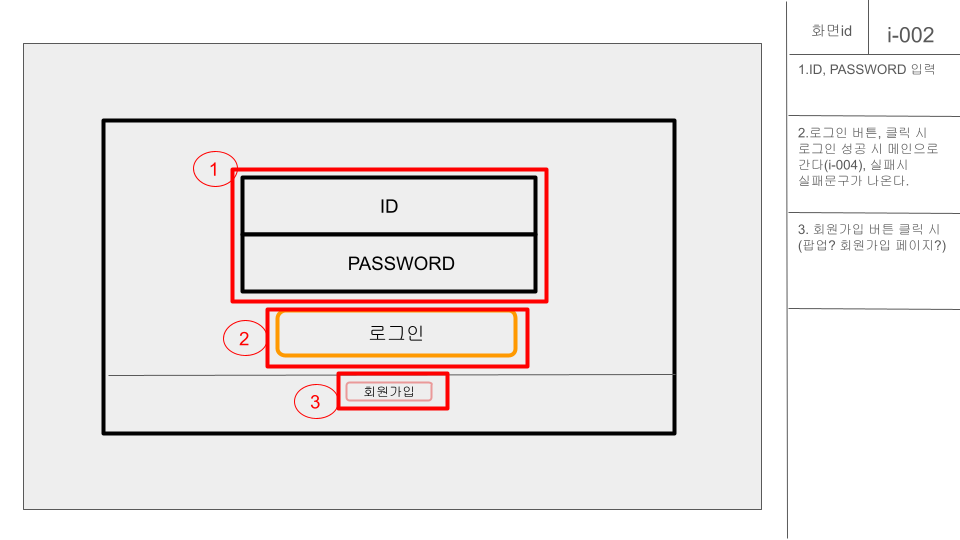 화면id
i-002
1.ID, PASSWORD 입력
2.로그인 버튼, 클릭 시
로그인 성공 시 메인으로
간다(i-004), 실패시
실패문구가 나온다.
3. 회원가입 버튼 클릭 시
(팝업? 회원가입 페이지?)
1
ID
PASSWORD
2
로그인
3
회원가입